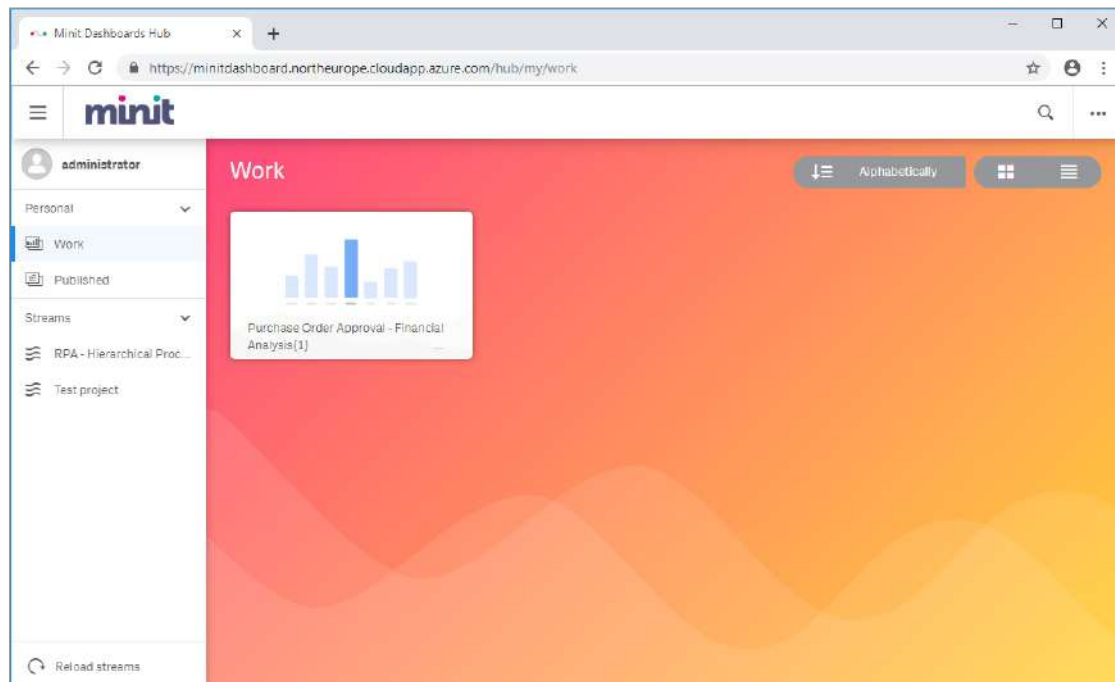 Minit Dashboards Hub
https://minitdashboard.northeurope.cloudapp.azure.com/hub/my/work
minit
administrator
Work
Alphabetically
Personal
Work
Published
Streams
RPA - Hierarchical Proc...
Test project
Purchase Order Approval - Financial
Analysis(1)
Reload streams